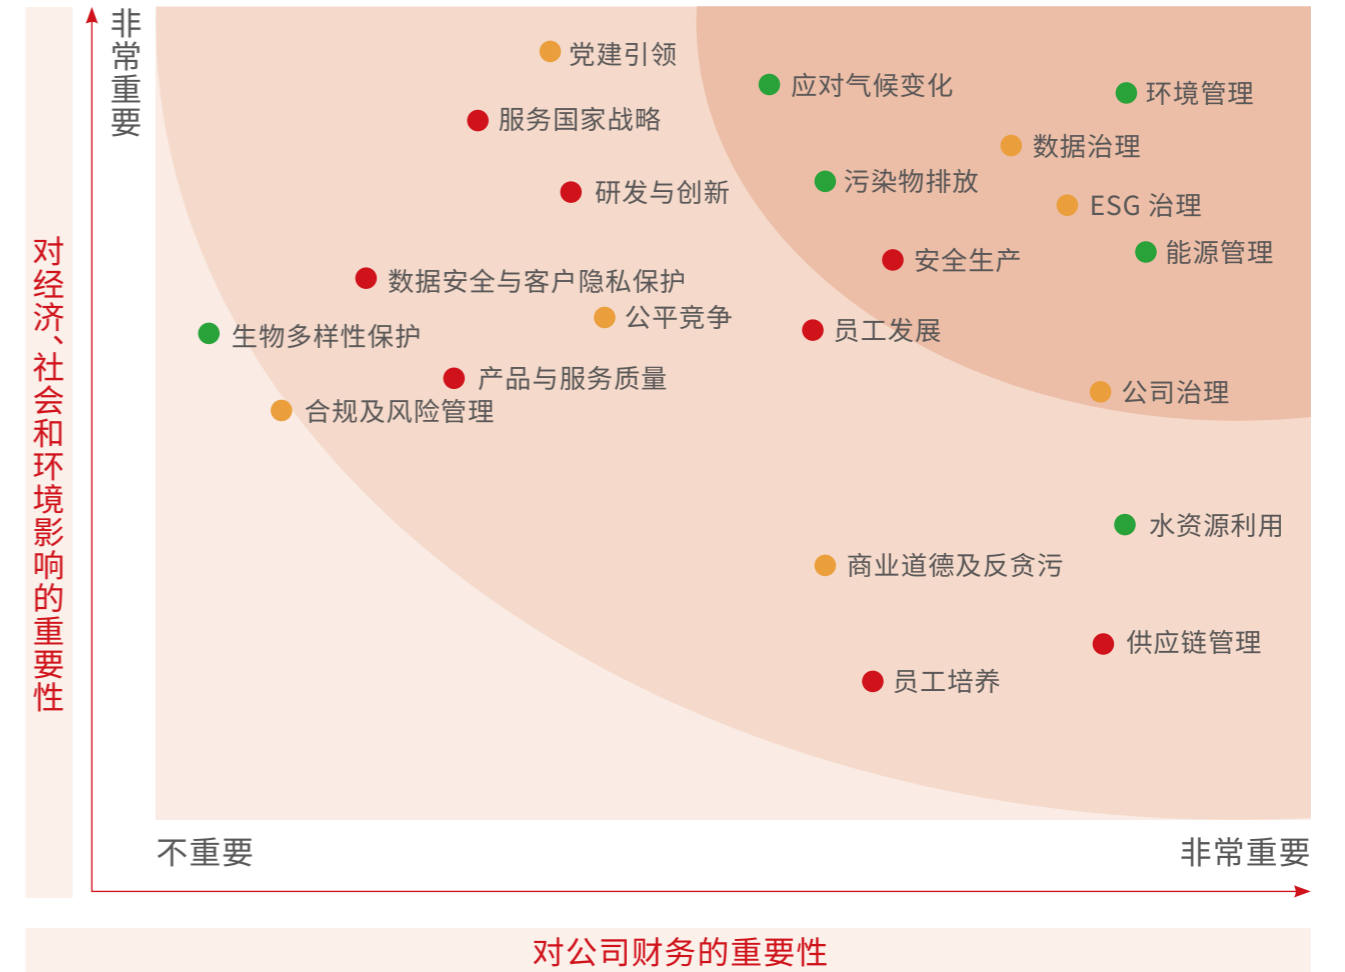 非常重要
党建引领
应对气候变化
环境管理
服务国家战略
数据治理
污染物排放
研发与创新
ESG 治理
能源管理
安全生产
数据安全与客户隐私保护
公平竞争
员工发展
生物多样性保护
产品与服务质量
公司治理
合规及风险管理
水资源利用
商业道德及反贪污
供应链管理
员工培养
对经济、社会和环境影响的重要性
不重要
非常重要
对公司财务的重要性